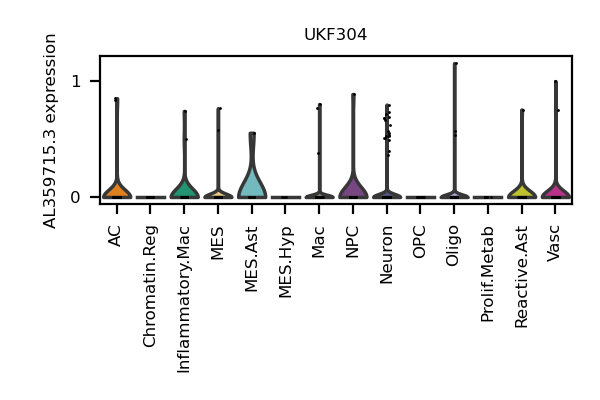 UKF304
AL359715.3 expression
1
0
AC
Chromatin.Reg
Inflammatory.Mac
MES
MES.Ast
MES.Hyp
Mac
NPC
Neuron
OPC
Oligo
Prolif.Metab
Reactive.Ast
Vasc